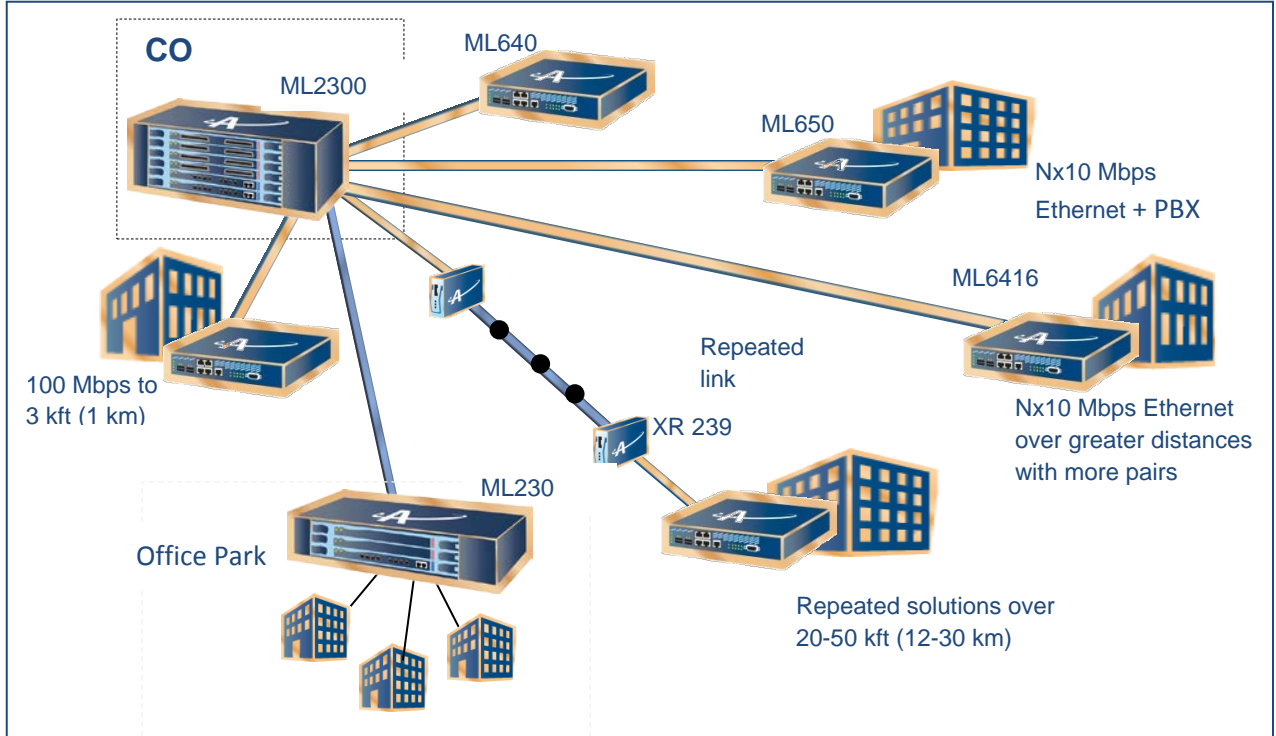 CO
ML640
ML2300
ML650
Nx10 Mbps
Ethernet + PBX
ML6416
Repeated
link
100 Mbps to
3 kft (1 km)
XR 239
Nx10 Mbps Ethernet
over greater distances
with more pairs
ML230
Office Park
Repeated solutions over
20-50 kft (12-30 km)